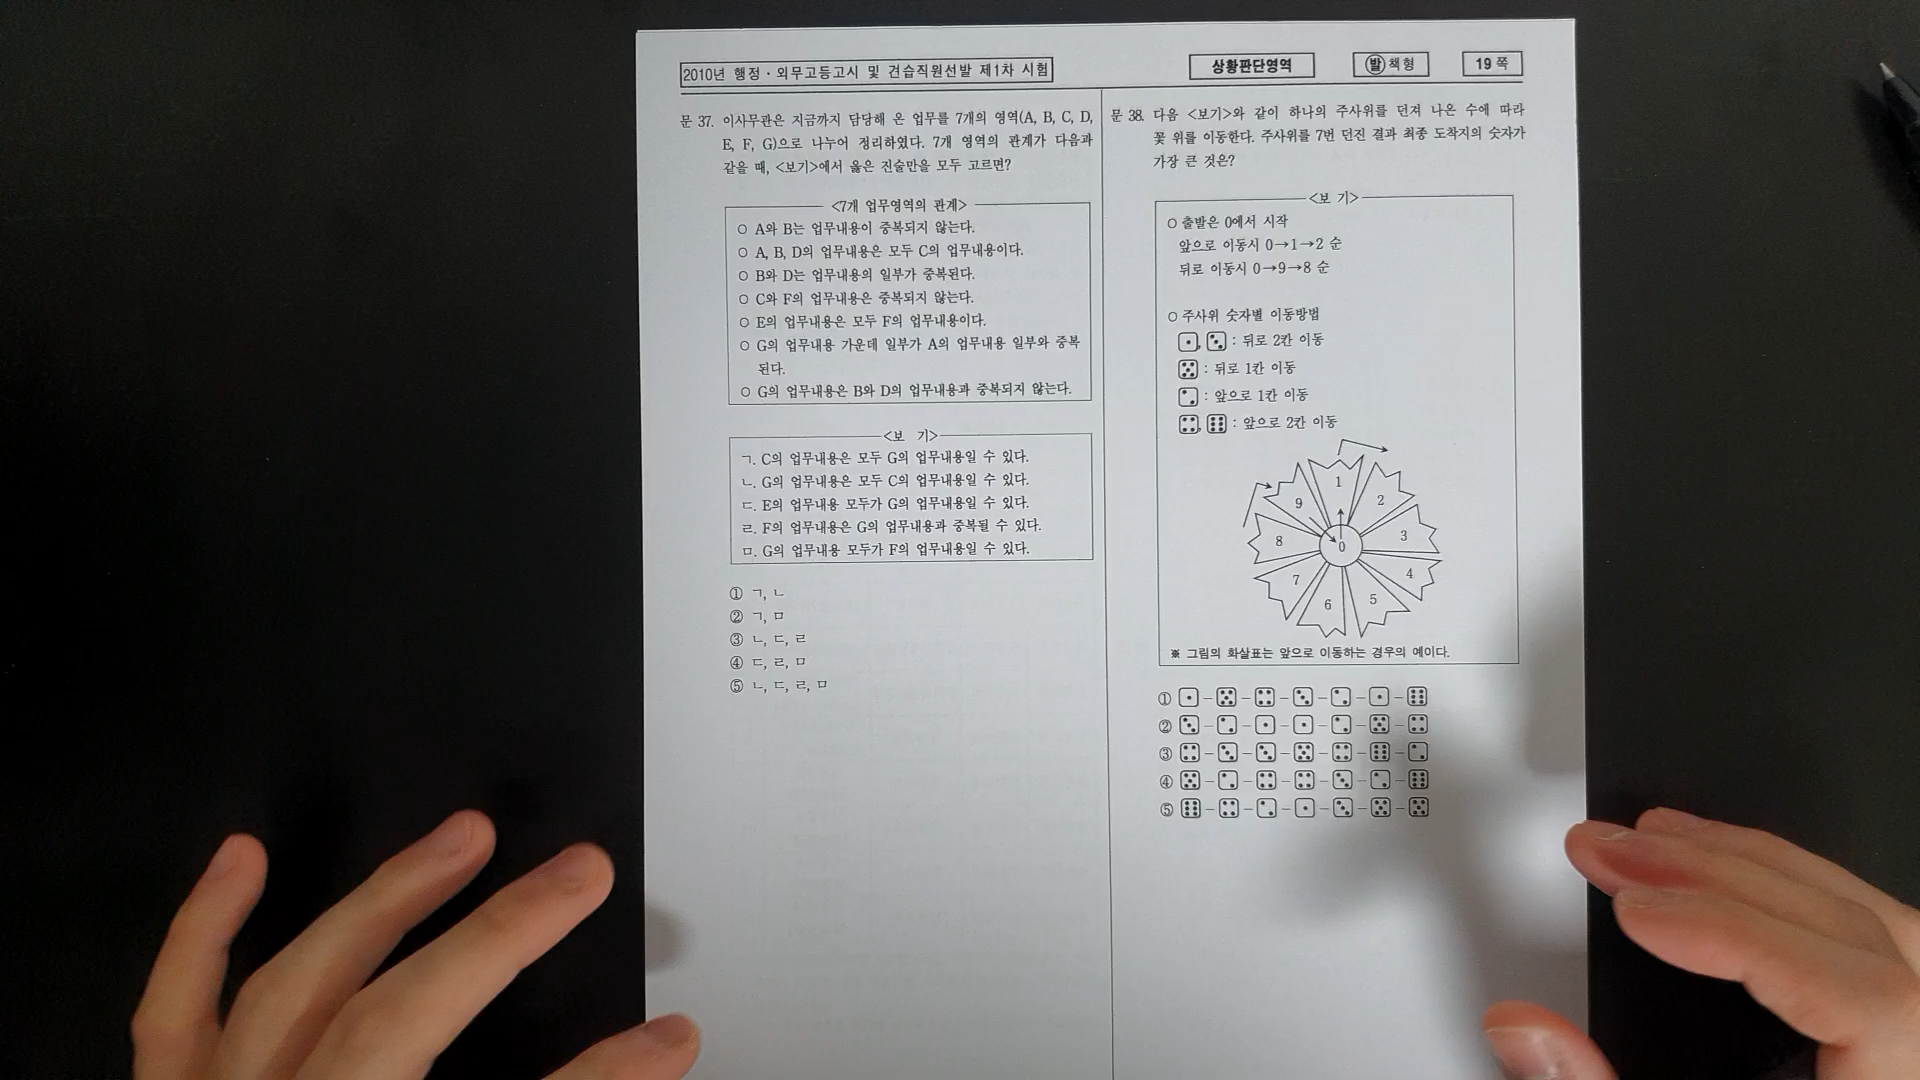 2010년 행정·외무고등고시 및 견습직원선발 제1차 시험
상황판단영역
발 책형
19 쪽
문 37. 이사무관은 지금까지 담당해 온 업무를 7개의 영역(A, B, C, D,
E, F, G)으로 나누어 정리하였다. 7개 영역의 관계가 다음과
같을 때, <보기>에서 옳은 진술만을 모두 고르면?
<7개 업무영역의 관계>
○ A와 B는 업무내용이 중복되지 않는다.
○ A, B, D의 업무내용은 모두 C의 업무내용이다.
○ B와 D는 업무내용의 일부가 중복된다.
○ C와 F의 업무내용은 중복되지 않는다.
○ E의 업무내용은 모두 F의 업무내용이다.
○ G의 업무내용 가운데 일부가 A의 업무내용 일부와 중복
된다.
○ G의 업무내용은 B와 D의 업무내용과 중복되지 않는다.
<보 기>
ㄱ. C의 업무내용은 모두 G의 업무내용일 수 있다.
ㄴ. G의 업무내용은 모두 C의 업무내용일 수 있다.
ㄷ. E의 업무내용 모두가 G의 업무내용일 수 있다.
ㄹ. F의 업무내용은 G의 업무내용과 중복될 수 있다.
ㅁ. G의 업무내용 모두가 F의 업무내용일 수 있다.
① ㄱ, ㄴ
② ㄱ, ㅁ
③ ㄴ, ㄷ, ㄹ
④ ㄷ, ㄹ, ㅁ
⑤ ㄴ, ㄷ, ㄹ, ㅁ
문 38. 다음 <보기>와 같이 하나의 주사위를 던져 나온 수에 따라
꽃 위를 이동한다. 주사위를 7번 던진 결과 최종 도착지의 숫자가
가장 큰 것은?
<보 기>
○ 출발은 0에서 시작
앞으로 이동시 0→1→2 순
뒤로 이동시 0→9→8 순
○ 주사위 숫자별 이동방법
⚀, ⚂ : 뒤로 2칸 이동
⚄ : 뒤로 1칸 이동
⚁ : 앞으로 1칸 이동
⚃, ⚅ : 앞으로 2칸 이동
1
2
3
4
5
6
7
8
9
0
※ 그림의 화살표는 앞으로 이동하는 경우의 예이다.
① ⚀ - ⚄ - ⚃ - ⚂ - ⚁ - ⚀ - ⚅
② ⚂ - ⚁ - ⚀ - ⚀ - ⚁ - ⚄ - ⚃
③ ⚃ - ⚂ - ⚂ - ⚄ - ⚃ - ⚅ - ⚁
④ ⚄ - ⚁ - ⚃ - ⚃ - ⚂ - ⚁ - ⚅
⑤ ⚅ - ⚃ - ⚁ - ⚀ - ⚂ - ⚄ - ⚄